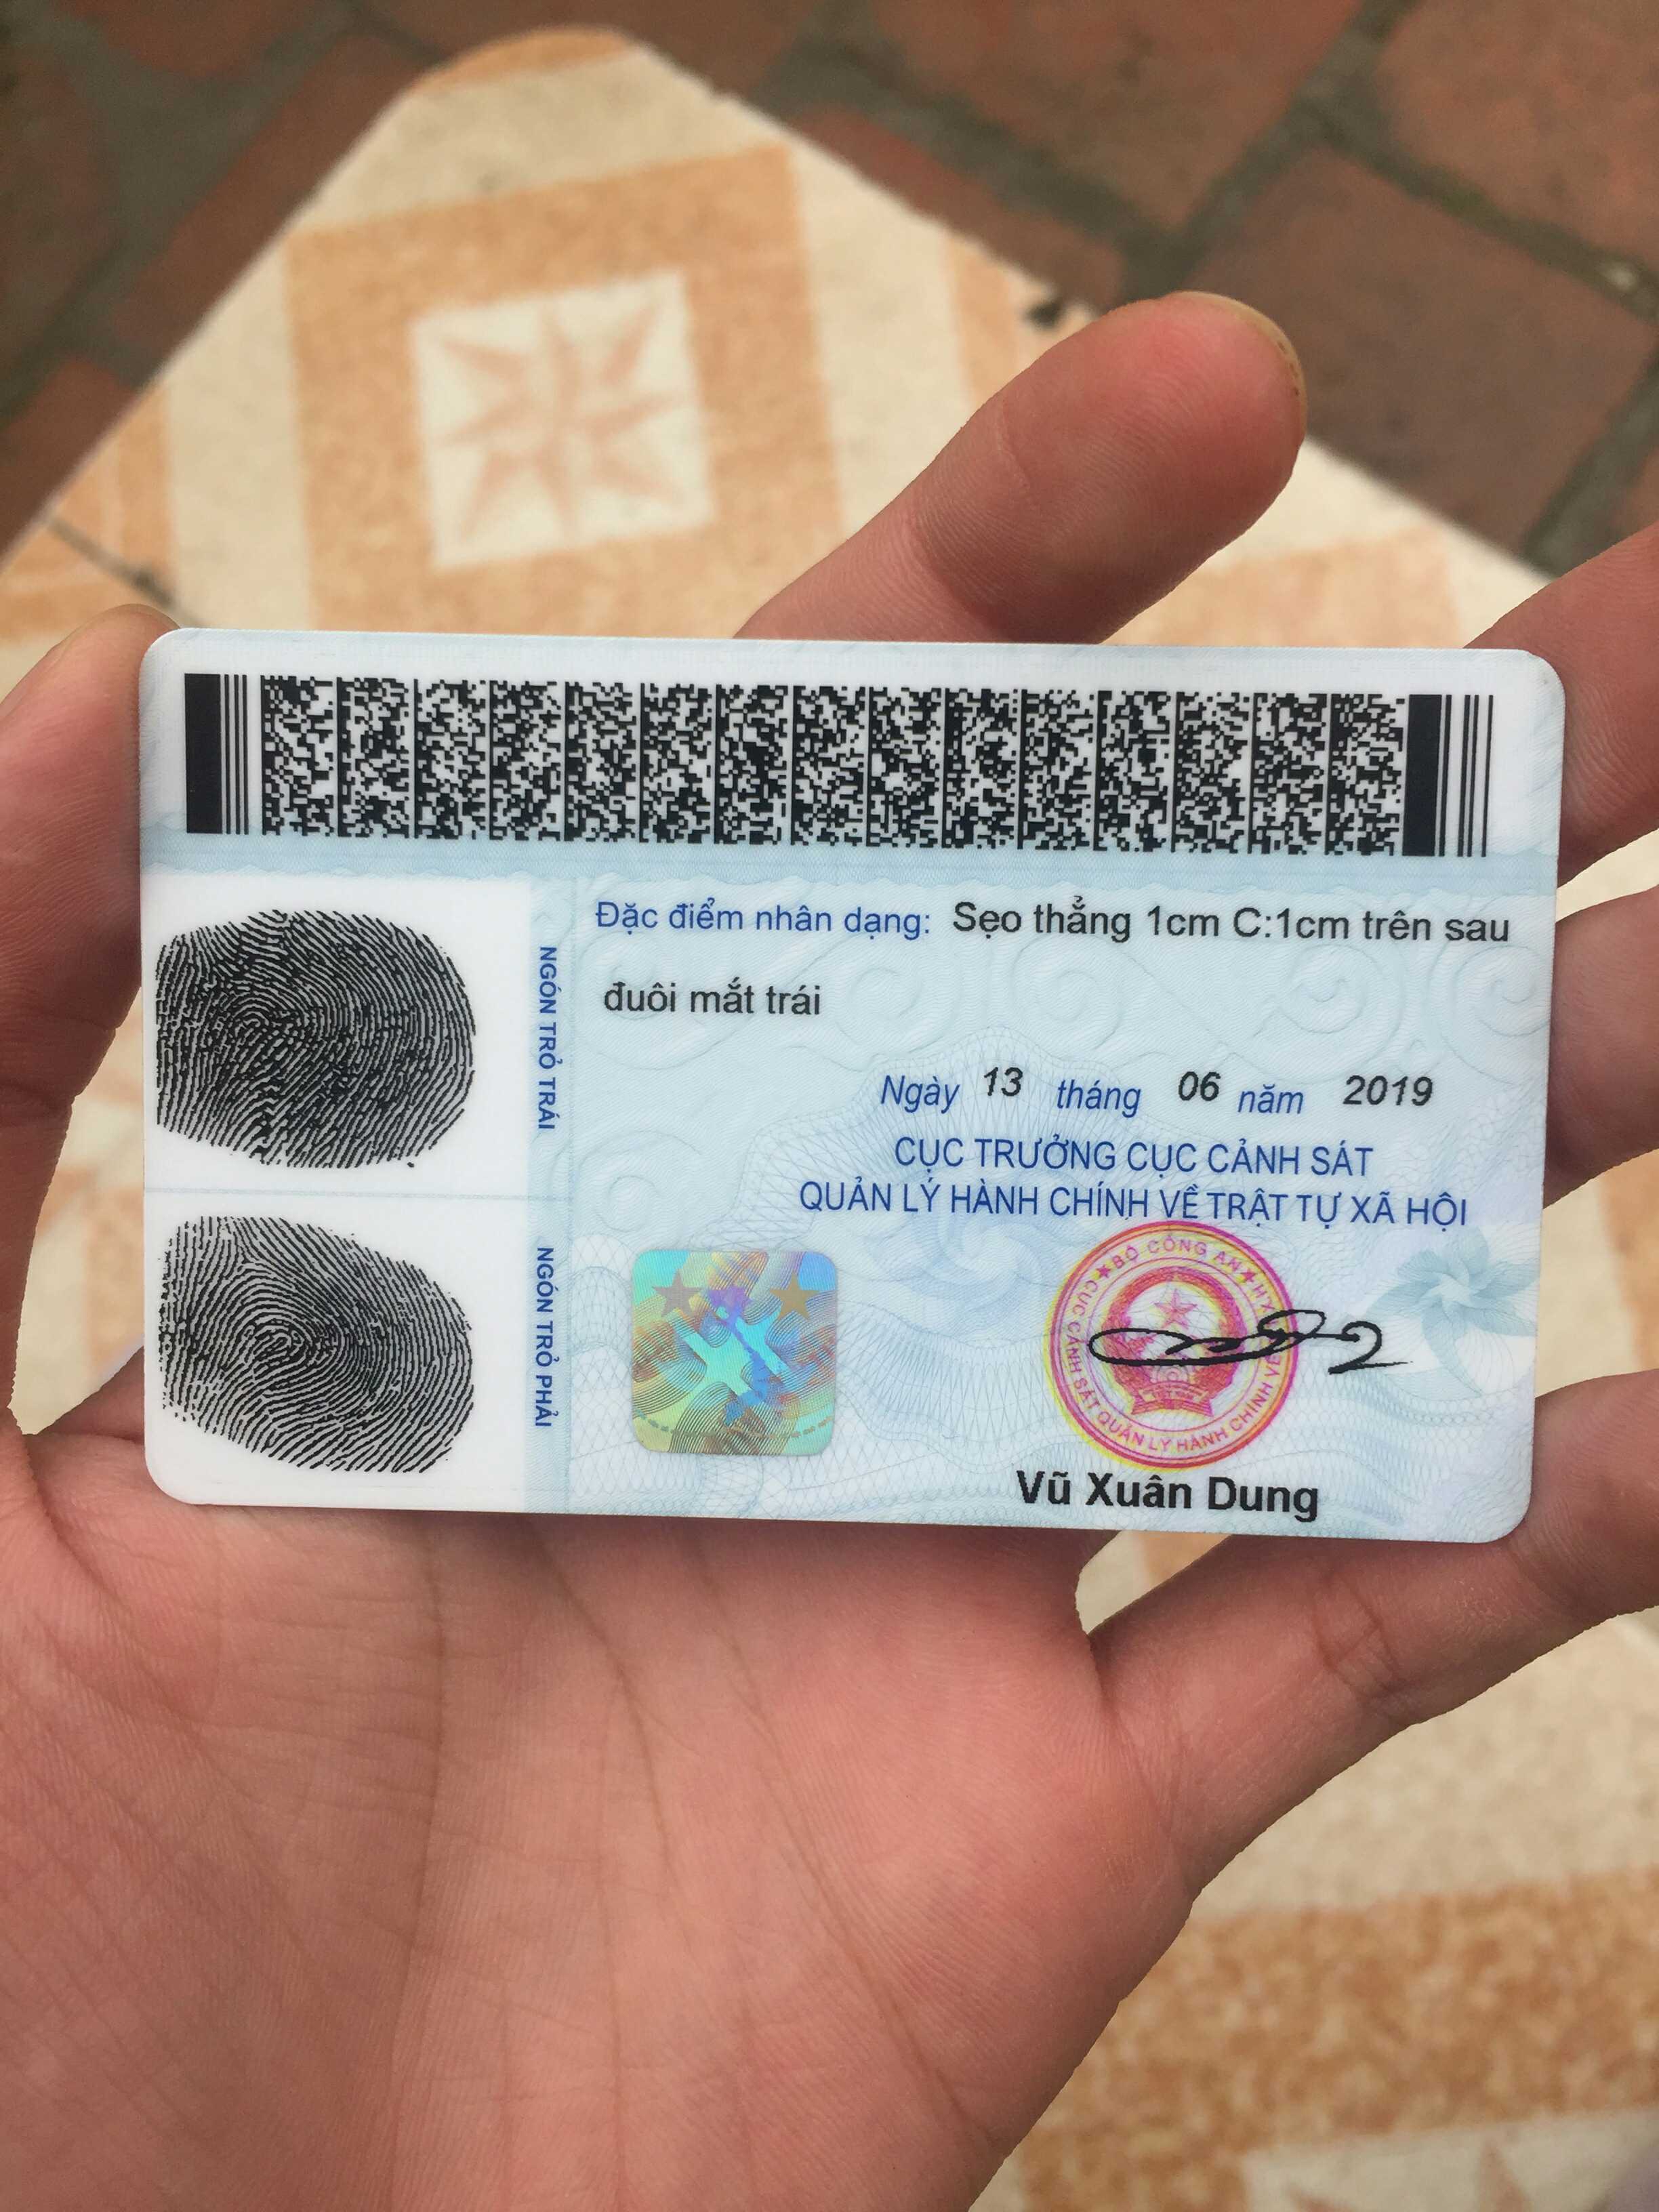 Đặc điểm nhân dạng: Sẹo thẳng 1cm C:1cm trên sau
đuôi mắt trái
NGÓN TRỎ TRÁI
Ngày 13 tháng 06 năm 2019
CỤC TRƯỞNG CỤC CẢNH SÁT
QUẢN LÝ HÀNH CHÍNH VỀ TRẬT TỰ XÃ HỘI
NGÓN TRỎ PHẢI
★ BỘ CÔNG AN ★
CỤC CẢNH SÁT QUẢN LÝ HÀNH CHÍNH VỀ
Vũ Xuân Dung